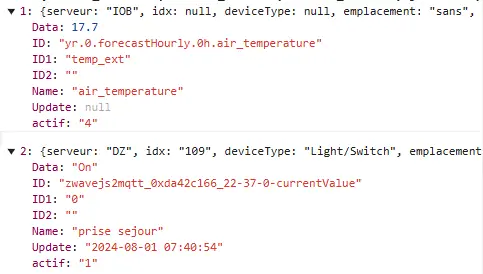 ▼ 1: {serveur: "IOB", idx: null, deviceType: null, emplacement: "sans",
Data: 17.7
ID: "yr.0.forecastHourly.0h.air_temperature"
ID1: "temp_ext"
ID2: ""
Name: "air_temperature"
Update: null
actif: "4"
▼ 2: {serveur: "DZ", idx: "109", deviceType: "Light/Switch", emplacement
Data: "On"
ID: "zwavejs2mqtt_0xda42c166_22-37-0-currentValue"
ID1: "0"
ID2: ""
Name: "prise sejour"
Update: "2024-08-01 07:40:54"
actif: "1"